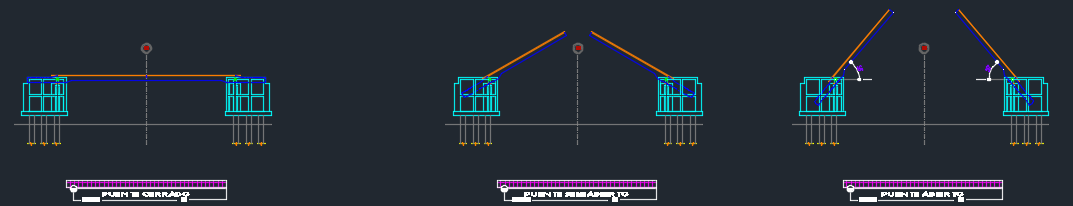 PUENTE CERRADO
PUENTE SEMIABIERTO
PUENTE ABIERTO